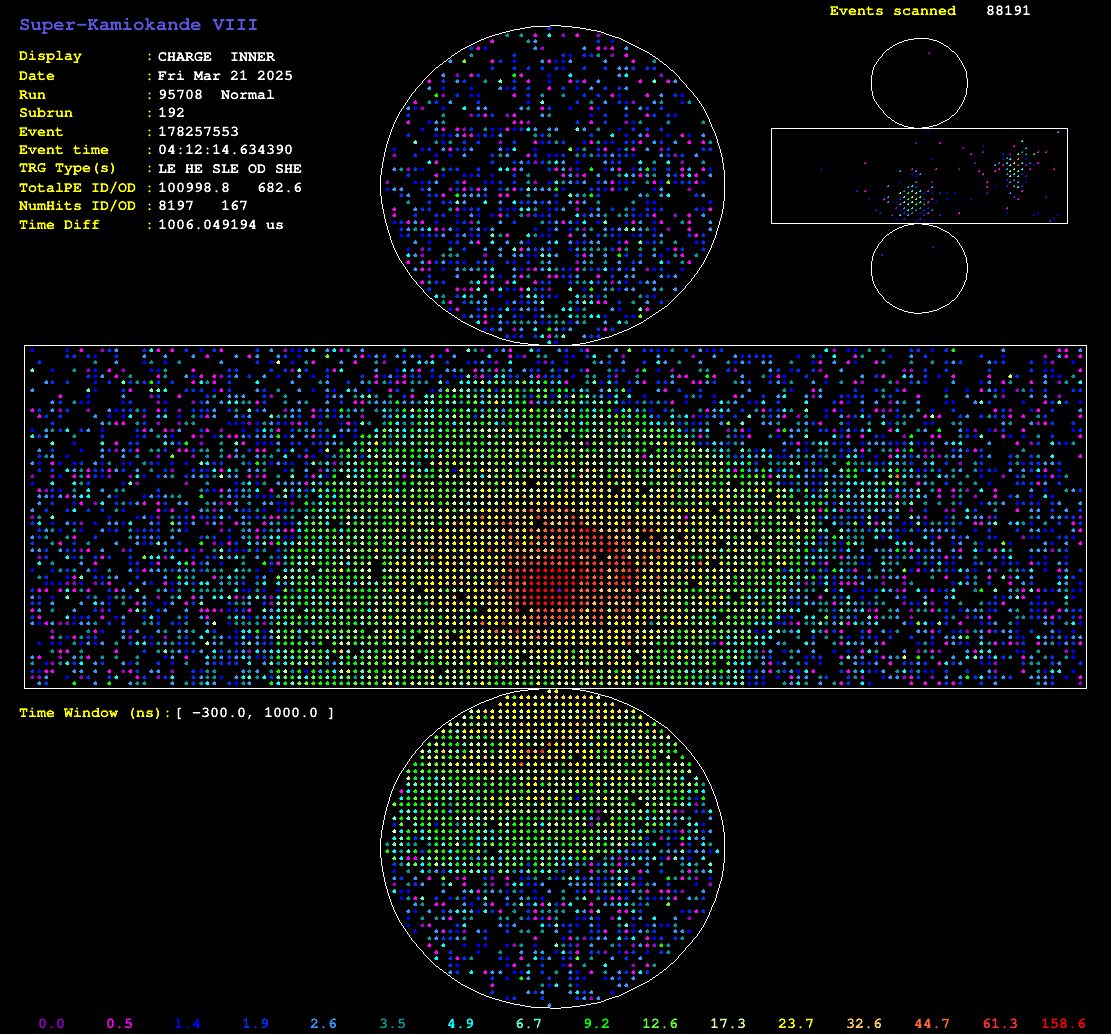 Super-Kamiokande VIII
Events scanned 88191
Display : CHARGE INNER
Date : Fri Mar 21 2025
Run : 95708 Normal
Subrun : 192
Event : 178257553
Event time : 04:12:14.634390
TRG Type(s) : LE HE SLE OD SHE
TotalPE ID/OD : 100998.8 682.6
NumHits ID/OD : 8197 167
Time Diff : 1006.049194 us
Time Window (ns): [ -300.0, 1000.0 ]
0.0 0.5 1.4 1.9 2.6 3.5 4.9 6.7 9.2 12.6 17.3 23.7 32.6 44.7 61.3 158.6